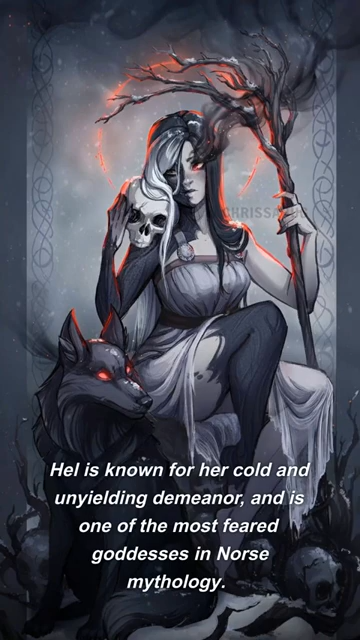 Hel is known for her cold and
unyielding demeanor, and is
one of the most feared
goddesses in Norse
mythology.